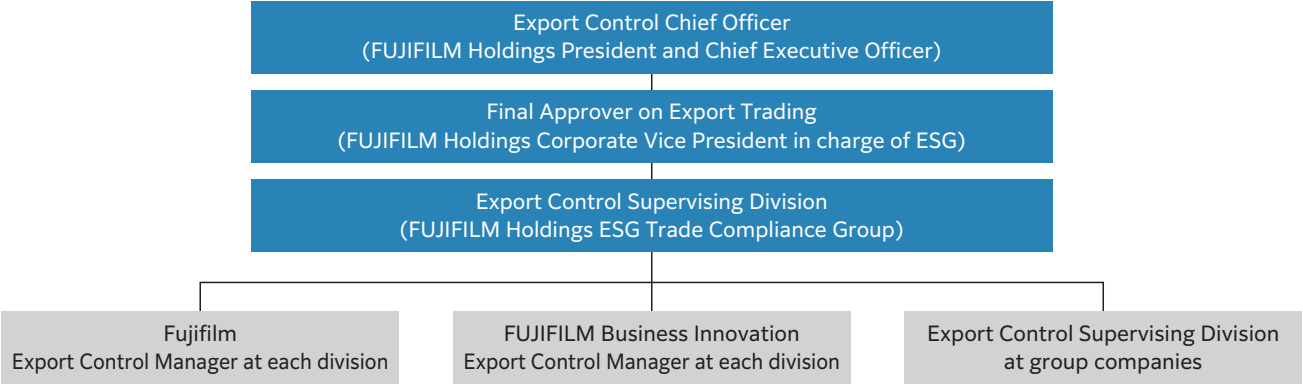 Export Control Chief Officer
(FUJIFILM Holdings President and Chief Executive Officer)
Final Approver on Export Trading
(FUJIFILM Holdings Corporate Vice President in charge of ESG)
Export Control Supervising Division
(FUJIFILM Holdings ESG Trade Compliance Group)
Fujifilm
Export Control Manager at each division
FUJIFILM Business Innovation
Export Control Manager at each division
Export Control Supervising Division
at group companies